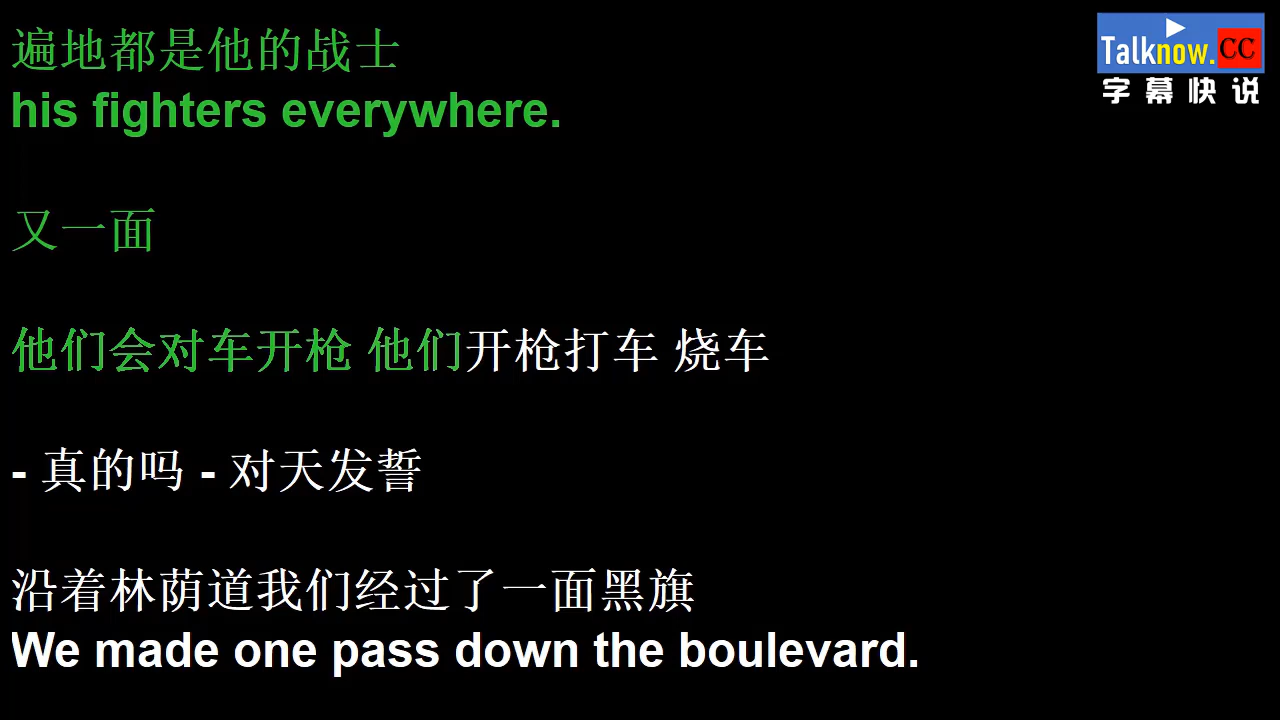 遍地都是他的战士
his fighters everywhere.
又一面
他们会对车开枪 他们开枪打车 烧车
- 真的吗 - 对天发誓
沿着林荫道我们经过了一面黑旗
We made one pass down the boulevard.
Talknow.CC
字幕快说